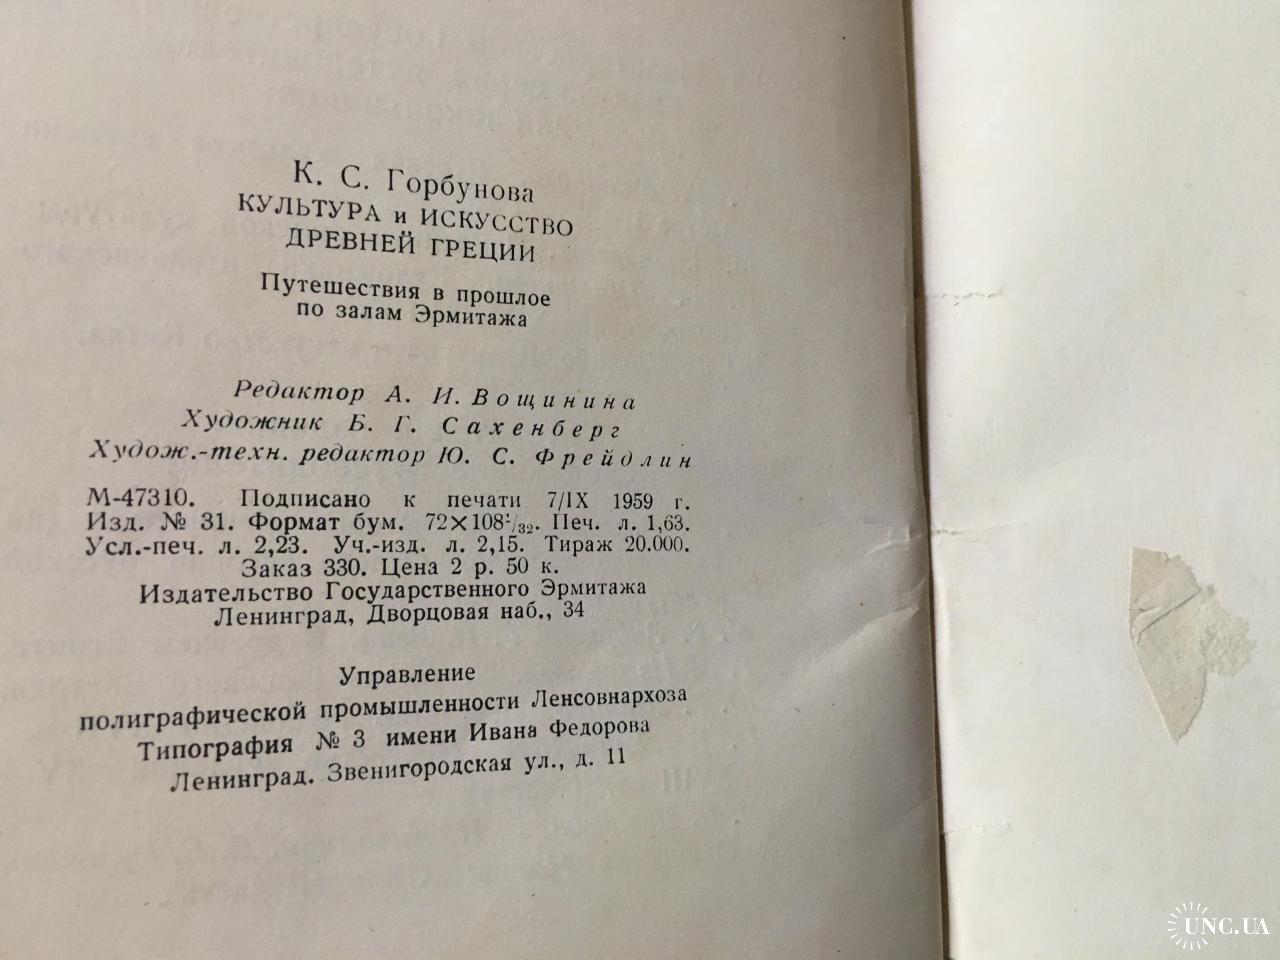 К. С. Горбунова
КУЛЬТУРА и ИСКУССТВО
ДРЕВНЕЙ ГРЕЦИИ
Путешествия в прошлое
по залам Эрмитажа
Редактор А. И. Вощинина
Художник Б. Г. Сахенберг
Худож.-техн. редактор Ю. С. Фрейдлин
М-47310. Подписано к печати 7/IX 1959 г.
Изд. № 31. Формат бум. 72×108¹/₃₂. Печ. л. 1,63.
Усл.-печ. л. 2,23. Уч.-изд. л. 2,15. Тираж 20.000.
Заказ 330. Цена 2 р. 50 к.
Издательство Государственного Эрмитажа
Ленинград, Дворцовая наб., 34
Управление
полиграфической промышленности Ленсовнархоза
Типография № 3 имени Ивана Федорова
Ленинград. Звенигородская ул., д. 11
UNC.UA